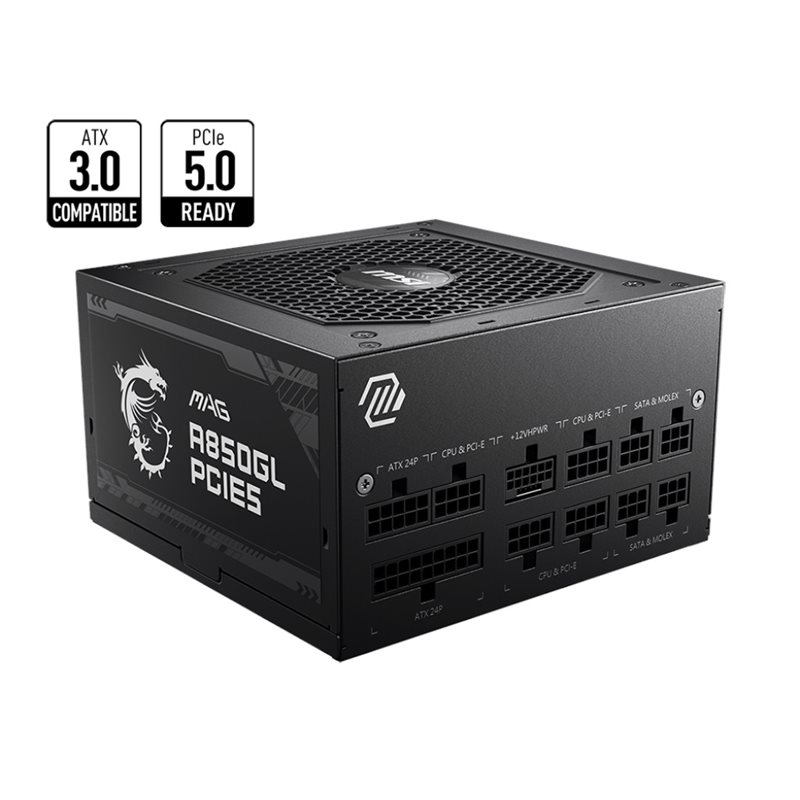 ATX
3.0
COMPATIBLE
PCIe
5.0
READY
msi
MAG
A850GL
PCIE5
ATX 24P
CPU & PCI-E
+12VHPWR
CPU & PCI-E
SATA & MOLEX
ATX 24P
CPU & PCI-E
SATA & MOLEX